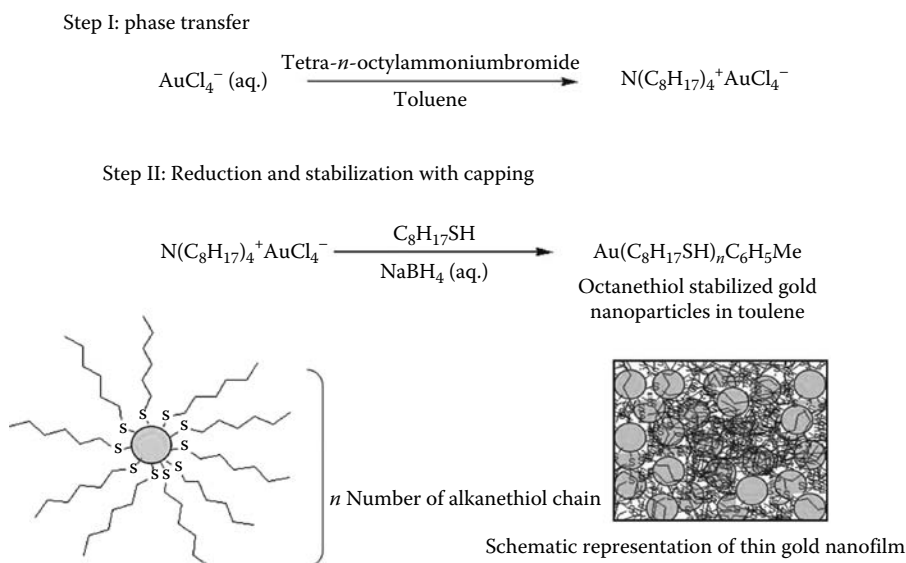 Step I: phase transfer
Tetra-n-octylammoniumbromide
AuCl₄⁻ (aq.)
N(C₈H₁₇)₄⁺AuCl₄⁻
Toluene
Step II: Reduction and stabilization with capping
C₈H₁₇SH
N(C₈H₁₇)₄⁺AuCl₄⁻
Au(C₈H₁₇SH)ₙC₆H₅Me
NaBH₄ (aq.)
Octanethiol stabilized gold
nanoparticles in toulene
S
S
S
S
S
S
S
S
S
S
S
n Number of alkanethiol chain
Schematic representation of thin gold nanofilm